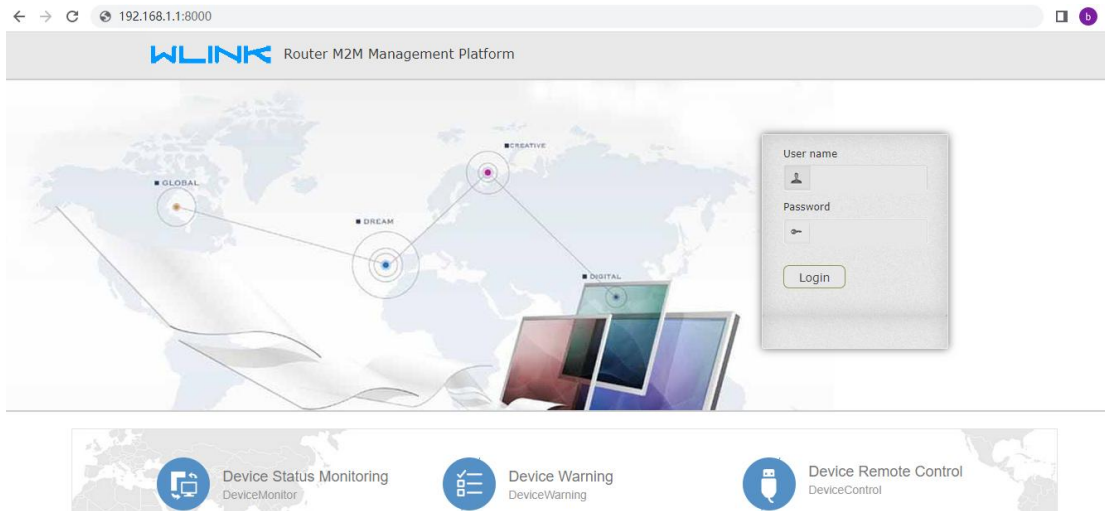 192.168.1.1:8000
b
WLINK Router M2M Management Platform
CREATIVE
GLOBAL
DREAM
DIGITAL
User name
Password
Login
Device Status Monitoring
DeviceMonitor
Device Warning
DeviceWarning
Device Remote Control
DeviceControl